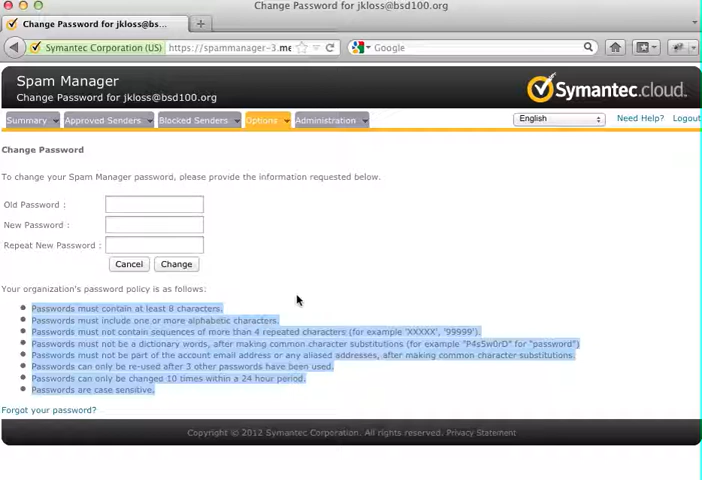 Change Password for jkloss@bsd100.org
Change Password for jkloss@bs...
Symantec Corporation (US) https://spammanager-3.me Google
Spam Manager
Change Password for jkloss@bsd100.org
Symantec.cloud.
Summary Approved Senders Blocked Senders Options Administration English Need Help? Logout
Change Password
To change your Spam Manager password, please provide the information requested below.
Old Password :
New Password :
Repeat New Password :
Cancel Change
Your organization's password policy is as follows:
Passwords must contain at least 8 characters.
Passwords must include one or more alphabetic characters.
Passwords must not contain sequences of more than 4 repeated characters (for example 'XXXXX', '99999').
Passwords must not be a dictionary words, after making common character substitutions (for example "P4s5w0rD" for "password")
Passwords must not be part of the account email address or any aliased addresses, after making common character substitutions.
Passwords can only be re-used after 3 other passwords have been used.
Passwords can only be changed 10 times within a 24 hour period.
Passwords are case sensitive.
Forgot your password?
Copyright © 2012 Symantec Corporation. All rights reserved. Privacy Statement